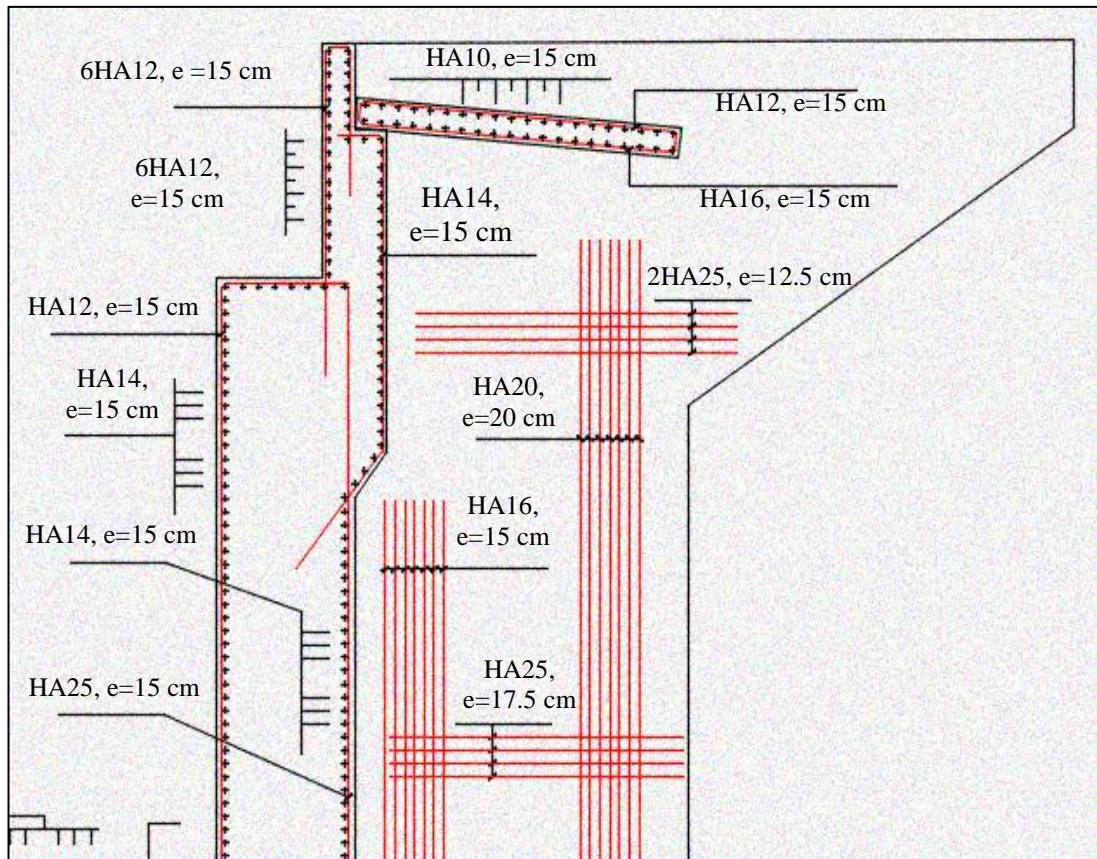 HA10, e=15 cm
6HA12, e =15 cm
HA12, e=15 cm
6HA12,
e=15 cm
HA16, e=15 cm
HA14,
e=15 cm
2HA25, e=12.5 cm
HA12, e=15 cm
HA14,
e=15 cm
HA20,
e=20 cm
HA16,
e=15 cm
HA14, e=15 cm
HA25,
e=17.5 cm
HA25, e=15 cm